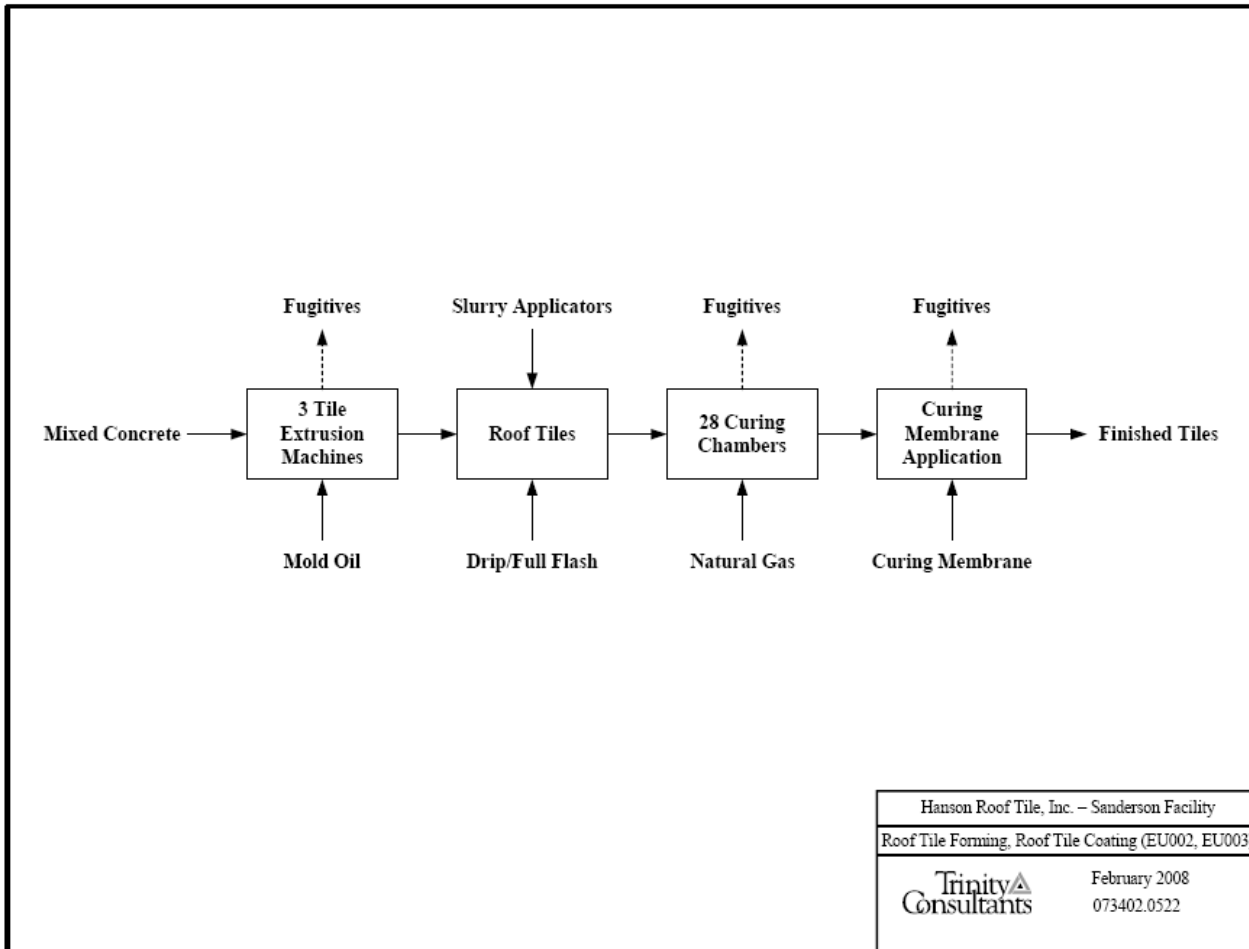 Fugitives
Slurry Applicators
Fugitives
Fugitives
Mixed Concrete
3 Tile
Extrusion
Machines
Roof Tiles
28 Curing
Chambers
Curing
Membrane
Application
Finished Tiles
Mold Oil
Drip/Full Flash
Natural Gas
Curing Membrane
Hanson Roof Tile, Inc. – Sanderson Facility
Roof Tile Forming, Roof Tile Coating (EU002, EU003
Trinity
Consultants
February 2008
073402.0522